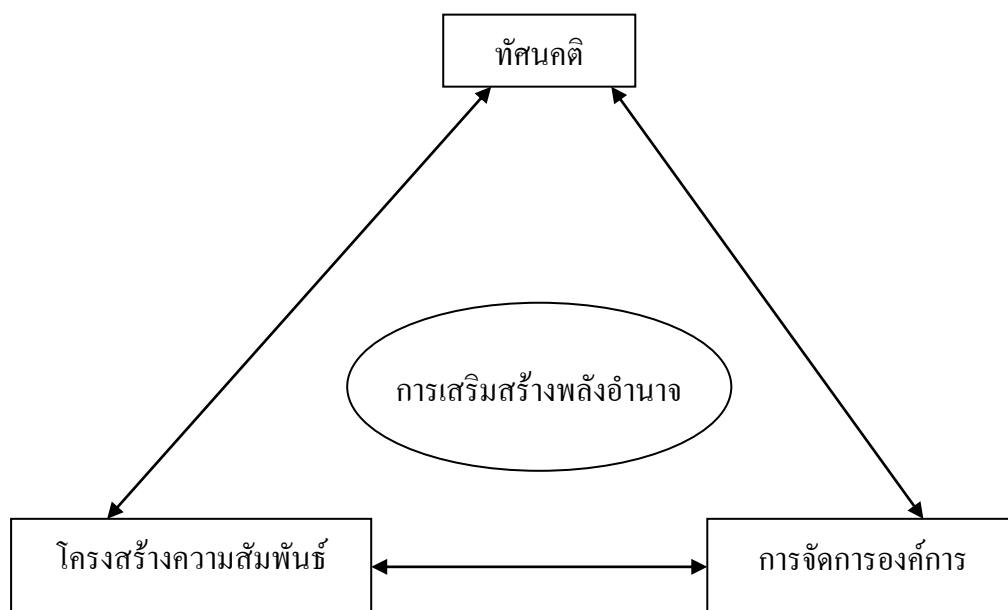 ทัศนคติ
การเสริมสร้างพลังอำนาจ
โครงสร้างความสัมพันธ์
การจัดการองค์การ